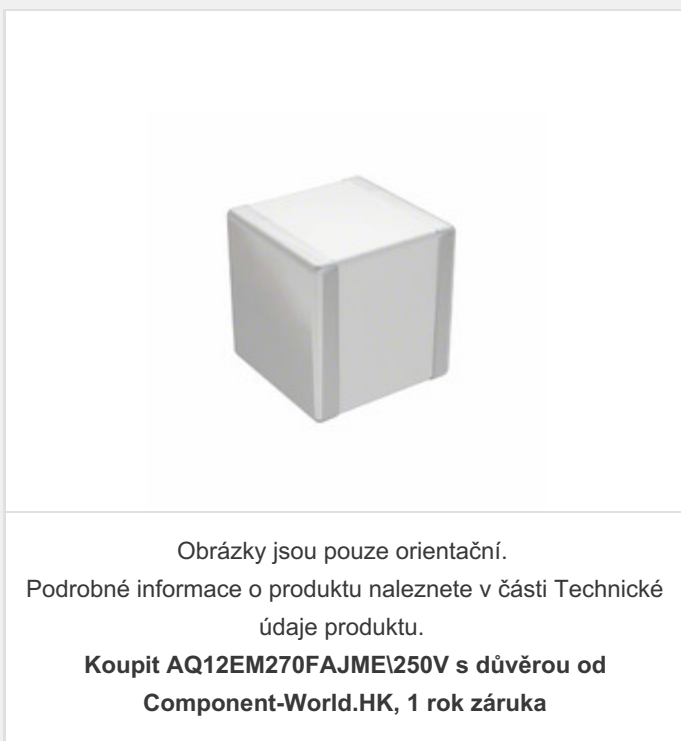 Obrázky jsou pouze orientační.
Podrobné informace o produktu naleznete v části Technické
údaje produktu.
Koupit AQ12EM270FAJME\250V s důvěrou od
Component-World.HK, 1 rok záruka